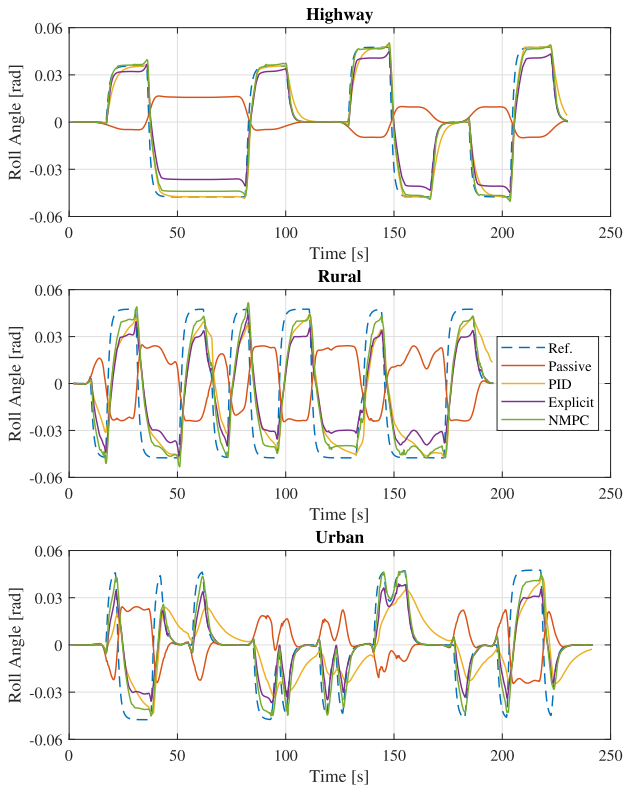 Highway
0.06
0.03
0
-0.03
-0.06
Roll Angle [rad]
0 50 100 150 200 250
Time [s]
Rural
0.06
0.03
0
-0.03
-0.06
Roll Angle [rad]
Ref.
Passive
PID
Explicit
NMPC
0 50 100 150 200 250
Time [s]
Urban
0.06
0.03
0
-0.03
-0.06
Roll Angle [rad]
0 50 100 150 200 250
Time [s]